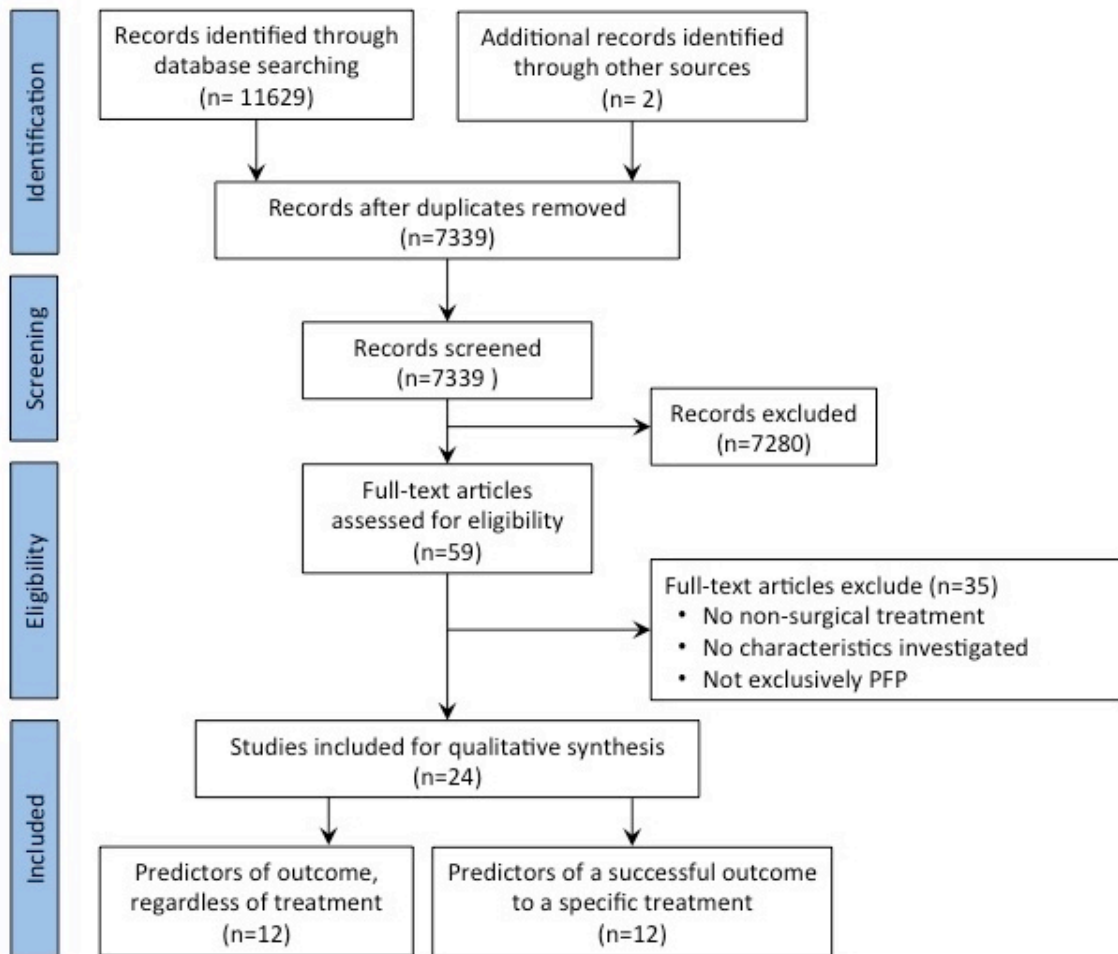 Identification
Records identified through
database searching
(n= 11629)
Additional records identified
through other sources
(n= 2)
Records after duplicates removed
(n=7339)
Screening
Records screened
(n=7339 )
Records excluded
(n=7280)
Eligibility
Full-text articles
assessed for eligibility
(n=59)
Full-text articles exclude (n=35)
• No non-surgical treatment
• No characteristics investigated
• Not exclusively PFP
Included
Studies included for qualitative synthesis
(n=24)
Predictors of outcome,
regardless of treatment
(n=12)
Predictors of a successful outcome
to a specific treatment
(n=12)